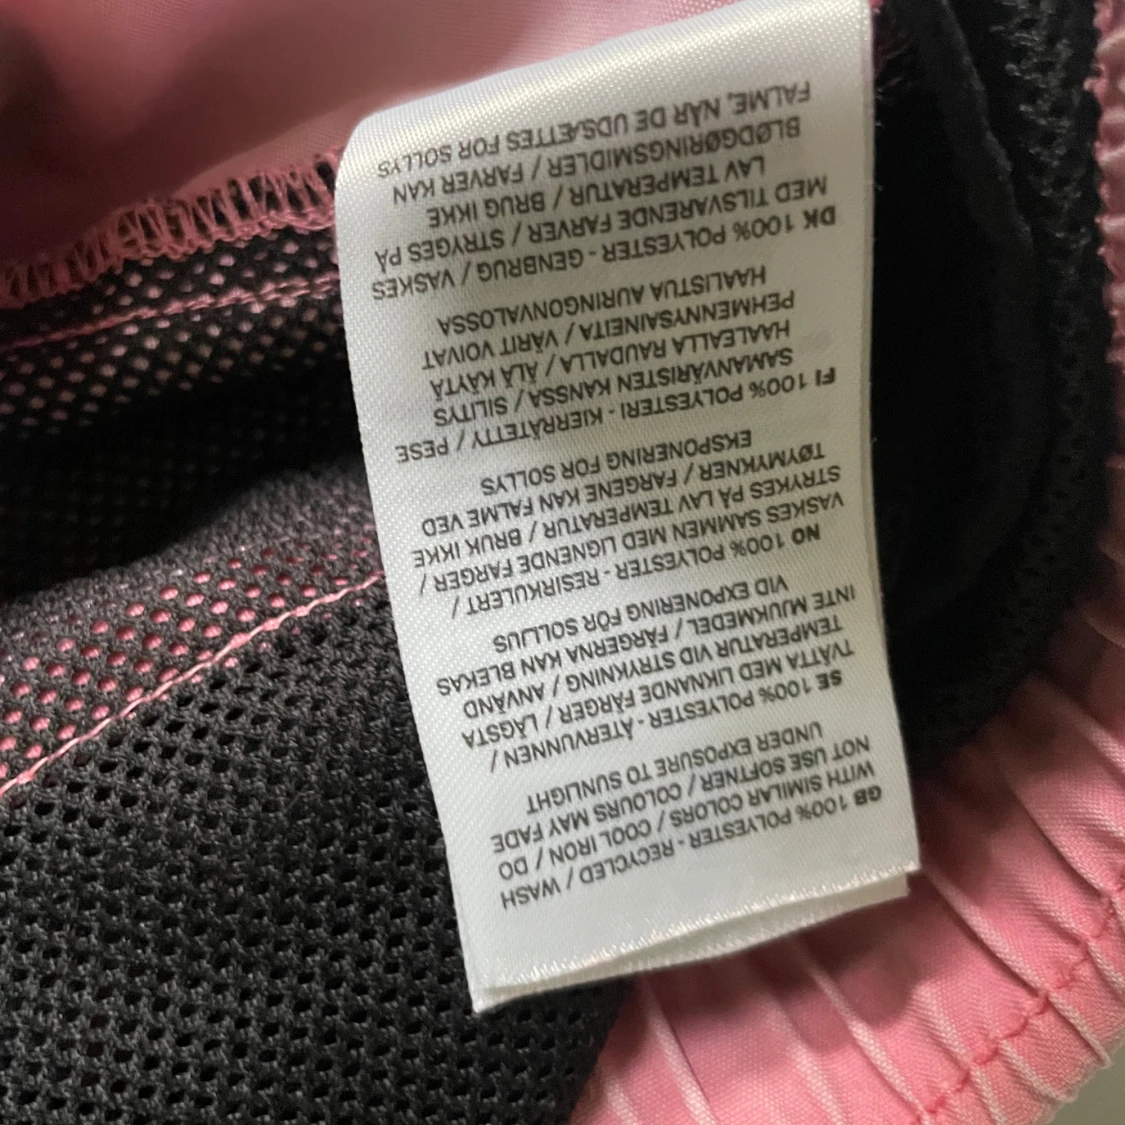 GB 100% POLYESTER - RECYCLED / WASH
WITH SIMILAR COLORS / COOL IRON / DO
NOT USE SOFTNER / COLOURS MAY FADE
UNDER EXPOSURE TO SUNLIGHT
SE 100% POLYESTER - ÅTERVUNNEN /
TVÄTTA MED LIKNANDE FÄRGER / LÄGSTA
TEMPERATUR VID STRYKNING / ANVÄND
INTE MJUKMEDEL / FÄRGERNA KAN BLEKAS
VID EXPONERING FÖR SOLLJUS
NO 100% POLYESTER - RESIRKULERT /
VASKES SAMMEN MED LIGNENDE FARGER /
STRYKES PÅ LAV TEMPERATUR / BRUK IKKE
TØYMYKNER / FARGENE KAN FALME VED
EKSPONERING FOR SOLLYS
FI 100% POLYESTERI - KIERRÄTETTY / PESE
SAMANVÄRISTEN KANSSA / SILITYS
HAALEALLA RAUDALLA / ÄLÄ KÄYTÄ
PEHMENNYSAINEITA / VÄRIT VOIVAT
HAALISTUA AURINGONVALOSSA
DK 100% POLYESTER - GENBRUG / VASKES
MED TILSVARENDE FARVER / STRYGES PÅ
LAV TEMPERATUR / BRUG IKKE
BLØDGØRINGSMIDLER / FARVER KAN
FALME, NÅR DE UDSÆTTES FOR SOLLYS